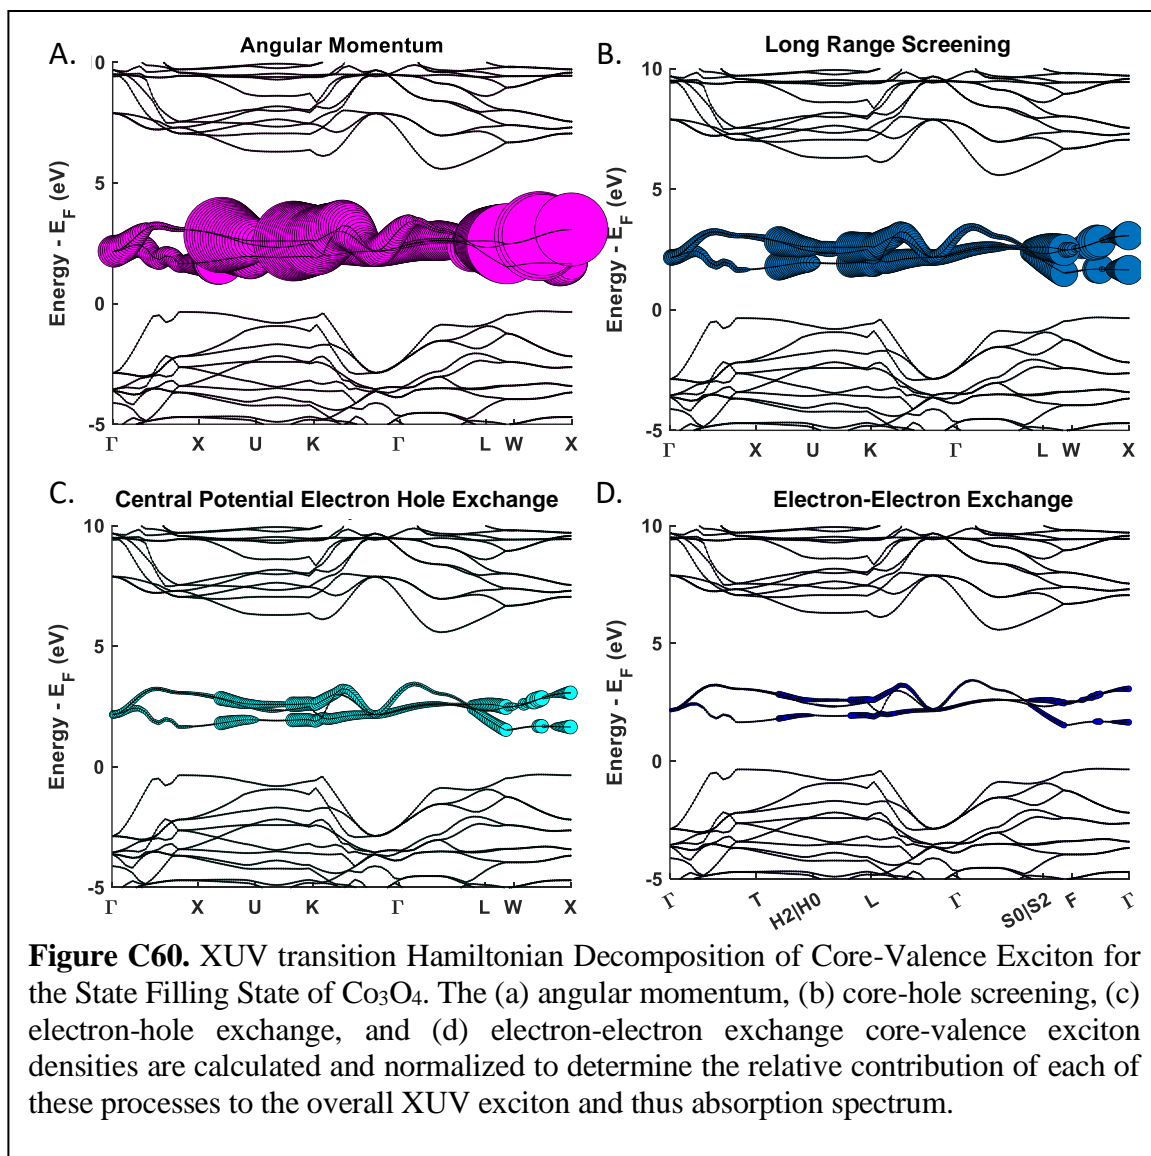 A.
Angular Momentum
0
5
0
-5
Energy - E_F (eV)
Γ X U K Γ L W X
B.
Long Range Screening
10
5
0
-5
Energy - E_F (eV)
Γ X U K Γ L W X
C.
Central Potential Electron Hole Exchange
10
5
0
-5
Energy - E_F (eV)
Γ X U K Γ L W X
D.
Electron-Electron Exchange
10
5
0
-5
Energy - E_F (eV)
Γ T H2|H0 L Γ S0|S2 F Γ
Figure C60. XUV transition Hamiltonian Decomposition of Core-Valence Exciton for
the State Filling State of Co₃O₄. The (a) angular momentum, (b) core-hole screening, (c)
electron-hole exchange, and (d) electron-electron exchange core-valence exciton
densities are calculated and normalized to determine the relative contribution of each of
these processes to the overall XUV exciton and thus absorption spectrum.